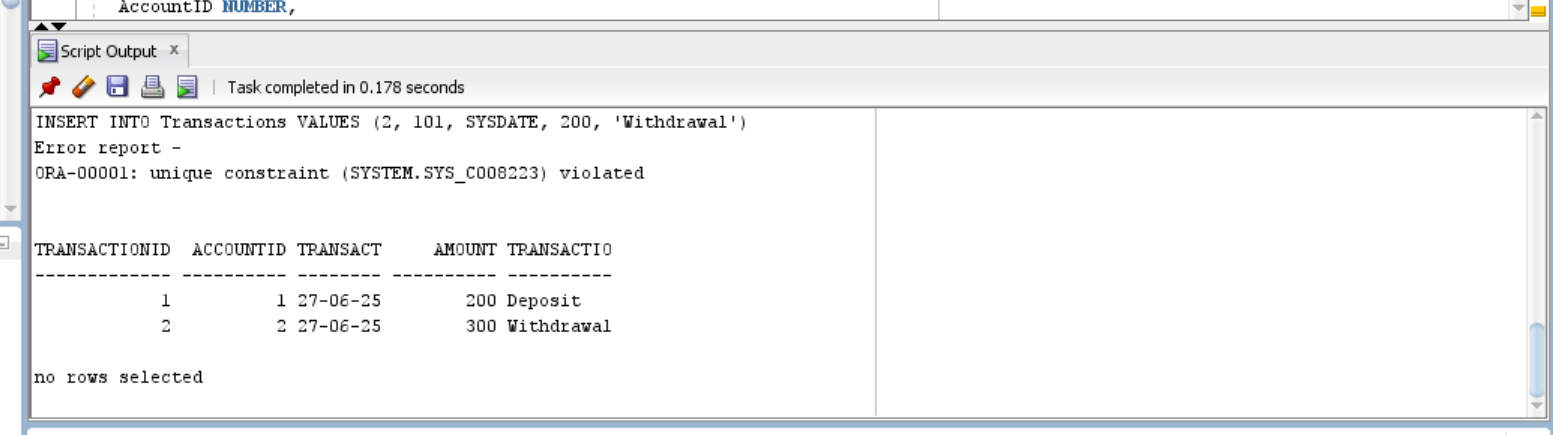 AccountID NUMBER,
Script Output x
Task completed in 0.178 seconds
INSERT INTO Transactions VALUES (2, 101, SYSDATE, 200, 'Withdrawal')
Error report -
ORA-00001: unique constraint (SYSTEM.SYS_C008223) violated
TRANSACTIONID  ACCOUNTID TRANSACT     AMOUNT TRANSACTIO
------------- ---------- -------- ---------- ----------
            1          1 27-06-25        200 Deposit
            2          2 27-06-25        300 Withdrawal
no rows selected